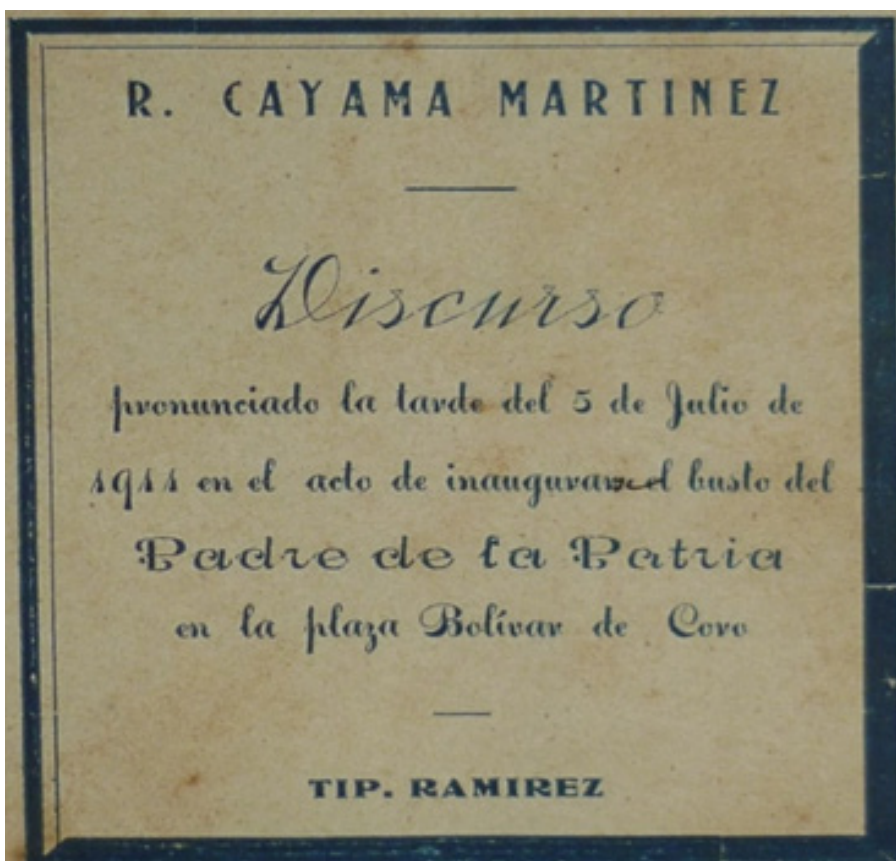 R. CAYAMA MARTINEZ
Discurso
pronunciado la tarde del 5 de Julio de
1911 en el acto de inaugurarse el busto del
Padre de la Patria
en la plaza Bolívar de Coro
TIP. RAMIREZ